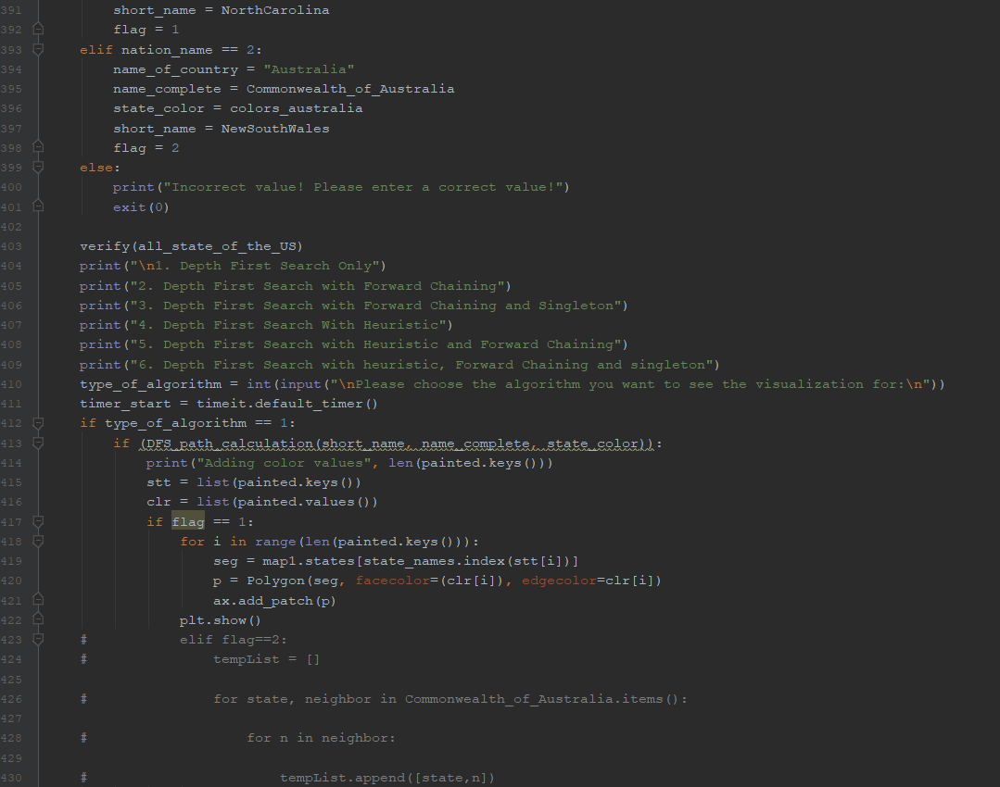 391 short_name = NorthCarolina
392 flag = 1
393 elif nation_name == 2:
394 name_of_country = "Australia"
395 name_complete = Commonwealth_of_Australia
396 state_color = colors_australia
397 short_name = NewSouthWales
398 flag = 2
399 else:
400 print("Incorrect value! Please enter a correct value!")
401 exit(0)
402
403 verify(all_state_of_the_US)
404 print("\n1. Depth First Search Only")
405 print("2. Depth First Search with Forward Chaining")
406 print("3. Depth First Search with Forward Chaining and Singleton")
407 print("4. Depth First Search With Heuristic")
408 print("5. Depth First Search with Heuristic and Forward Chaining")
409 print("6. Depth First Search with heuristic, Forward Chaining and singleton")
410 type_of_algorithm = int(input("\nPlease choose the algorithm you want to see the visualization for:\n"))
411 timer_start = timeit.default_timer()
412 if type_of_algorithm == 1:
413 if (DFS_path_calculation(short_name, name_complete, state_color)):
414 print("Adding color values", len(painted.keys()))
415 stt = list(painted.keys())
416 clr = list(painted.values())
417 if flag == 1:
418 for i in range(len(painted.keys())):
419 seg = map1.states[state_names.index(stt[i])]
420 p = Polygon(seg, facecolor=(clr[i]), edgecolor=clr[i])
421 ax.add_patch(p)
422 plt.show()
423 # elif flag==2:
424 # tempList = []
425
426 # for state, neighbor in Commonwealth_of_Australia.items():
427
428 # for n in neighbor:
429
430 # tempList.append([state,n])